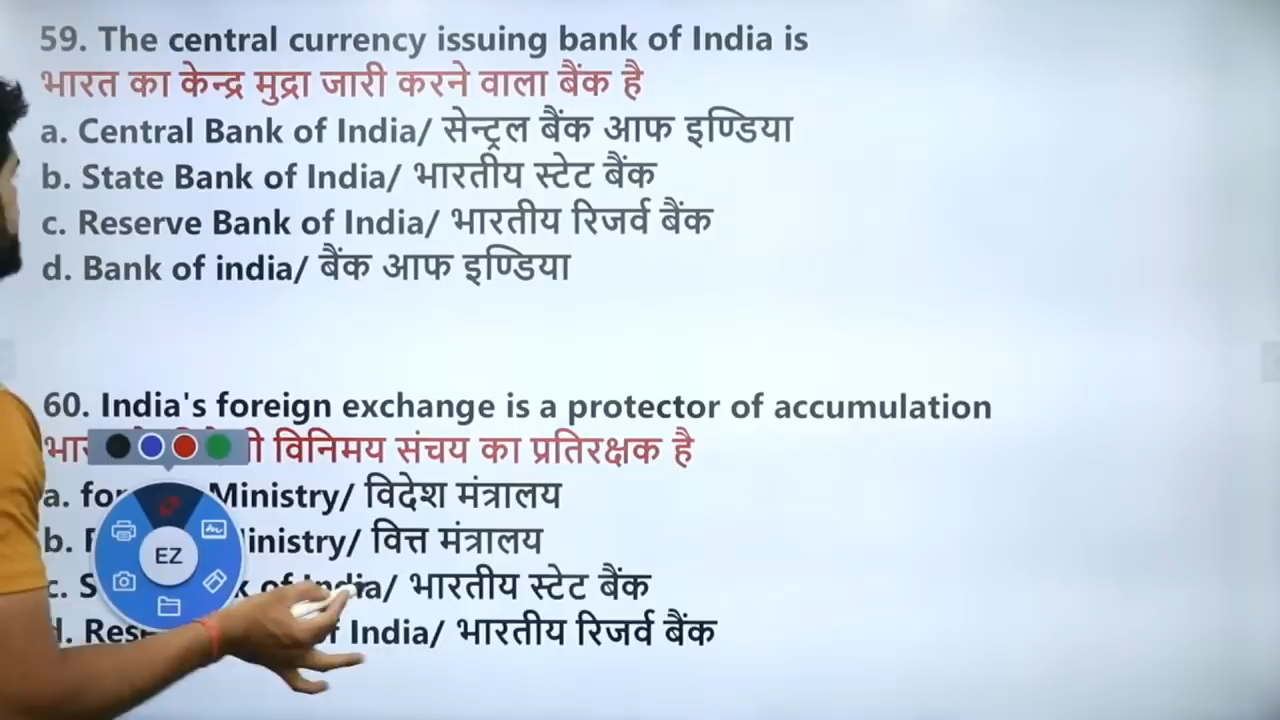 59. The central currency issuing bank of India is
भारत का केन्द्र मुद्रा जारी करने वाला बैंक है
a. Central Bank of India/ सेन्ट्रल बैंक आफ इण्डिया
b. State Bank of India/ भारतीय स्टेट बैंक
c. Reserve Bank of India/ भारतीय रिजर्व बैंक
d. Bank of india/ बैंक आफ इण्डिया
60. India's foreign exchange is a protector of accumulation
विनिमय संचय का प्रतिरक्षक है
a. Ministry/ विदेश मंत्रालय
b. वित्त मंत्रालय
EZ
c. of India/ भारतीय स्टेट बैंक
India/ भारतीय रिजर्व बैंक